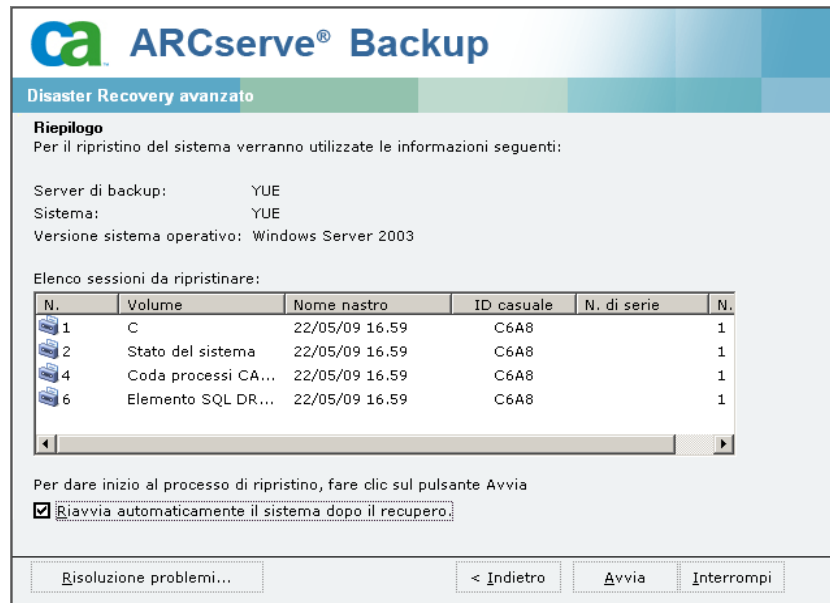 ca ARCserve® Backup
Disaster Recovery avanzato
Riepilogo
Per il ripristino del sistema verranno utilizzate le informazioni seguenti:
Server di backup: YUE
Sistema: YUE
Versione sistema operativo: Windows Server 2003
Elenco sessioni da ripristinare:
N. Volume Nome nastro ID casuale N. di serie N.
1 C 22/05/09 16.59 C6A8 1
2 Stato del sistema 22/05/09 16.59 C6A8 1
4 Coda processi CA... 22/05/09 16.59 C6A8 1
6 Elemento SQL DR... 22/05/09 16.59 C6A8 1
Per dare inizio al processo di ripristino, fare clic sul pulsante Avvia
Riavvia automaticamente il sistema dopo il recupero.
Risoluzione problemi... < Indietro Avvia Interrompi